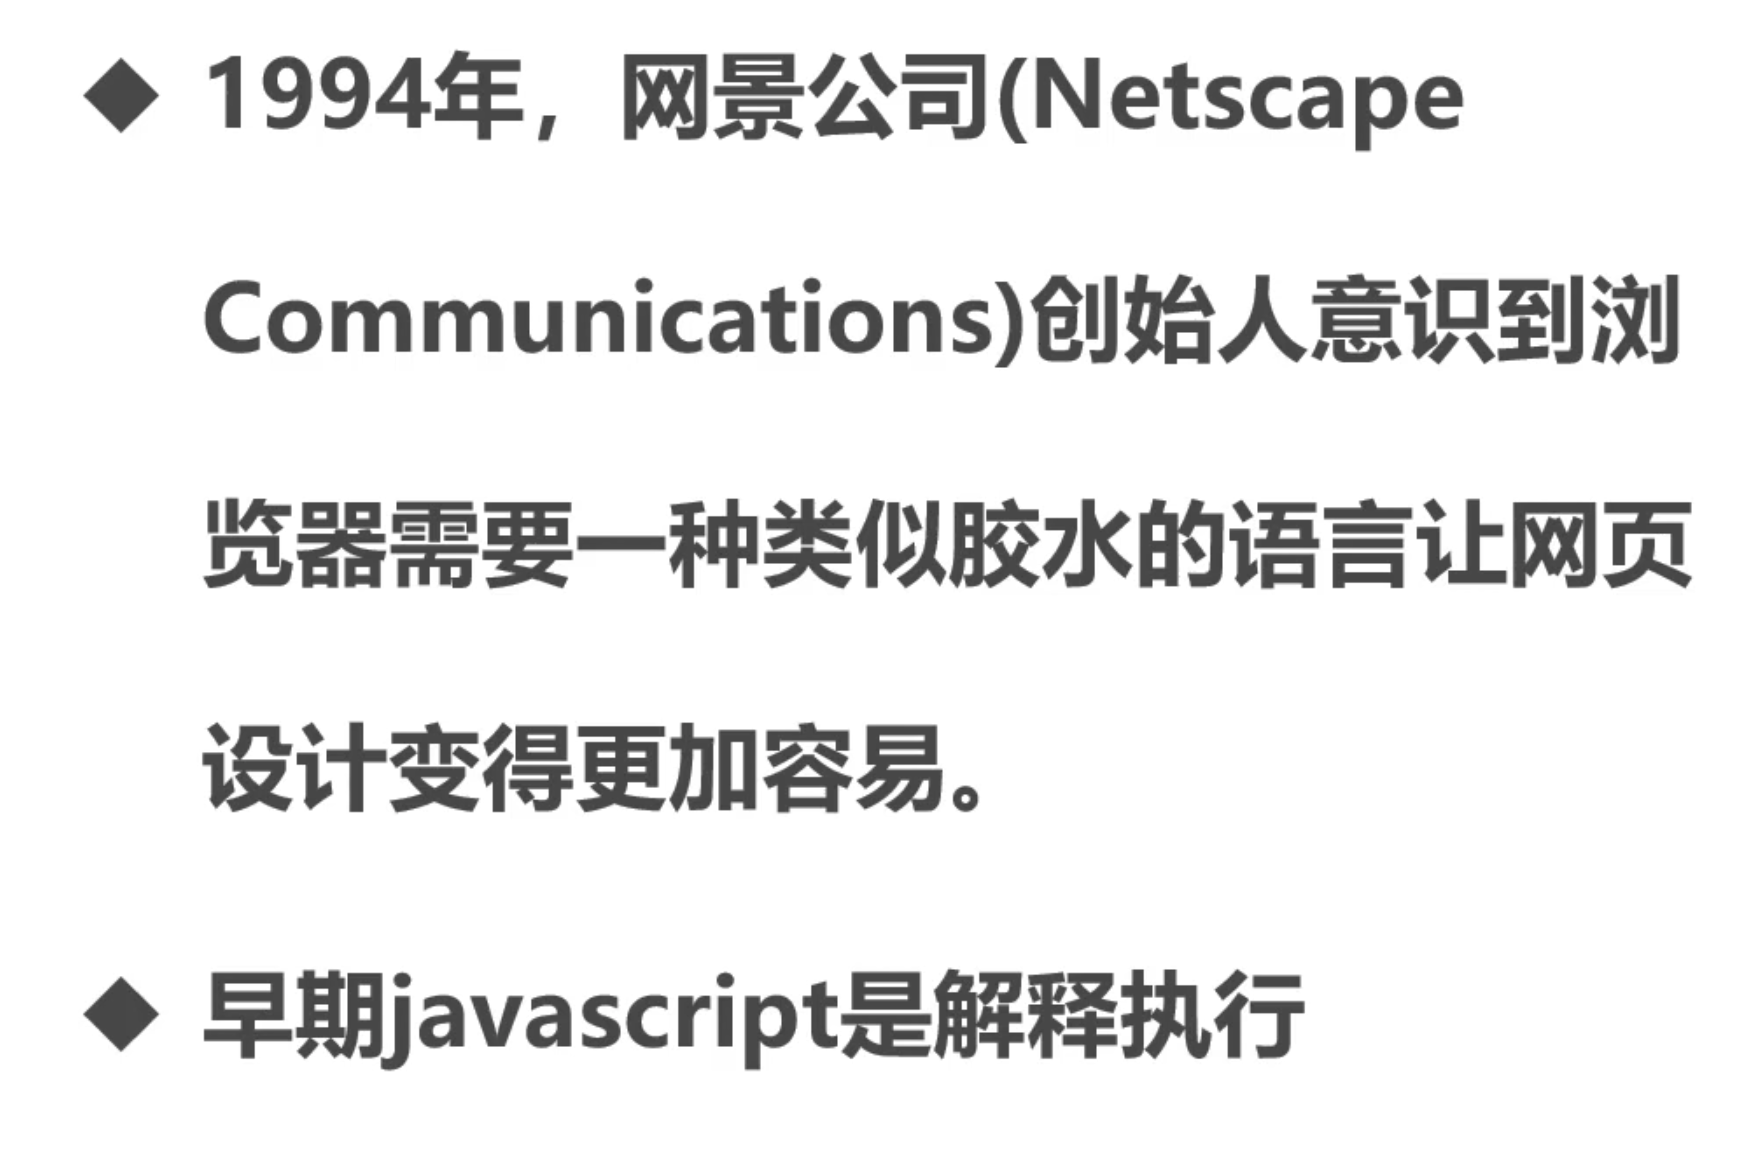 ◆ 1994年，网景公司(Netscape
Communications)创始人意识到浏
览器需要一种类似胶水的语言让网页
设计变得更加容易。
◆ 早期javascript是解释执行